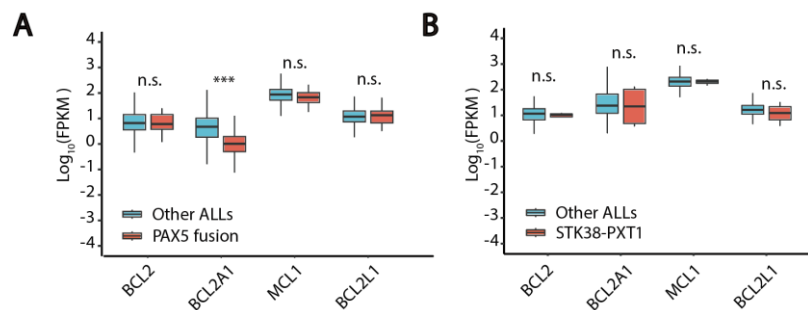 A
Log10(FPKM)
4
3
2
1
0
-1
-2
-3
-4
n.s.
***
n.s.
n.s.
Other ALLs
PAX5 fusion
BCL2
BCL2A1
MCL1
BCL2L1
B
Log10(FPKM)
4
3
2
1
0
-1
-2
-3
-4
n.s.
n.s.
n.s.
n.s.
Other ALLs
STK38-PXT1
BCL2
BCL2A1
MCL1
BCL2L1